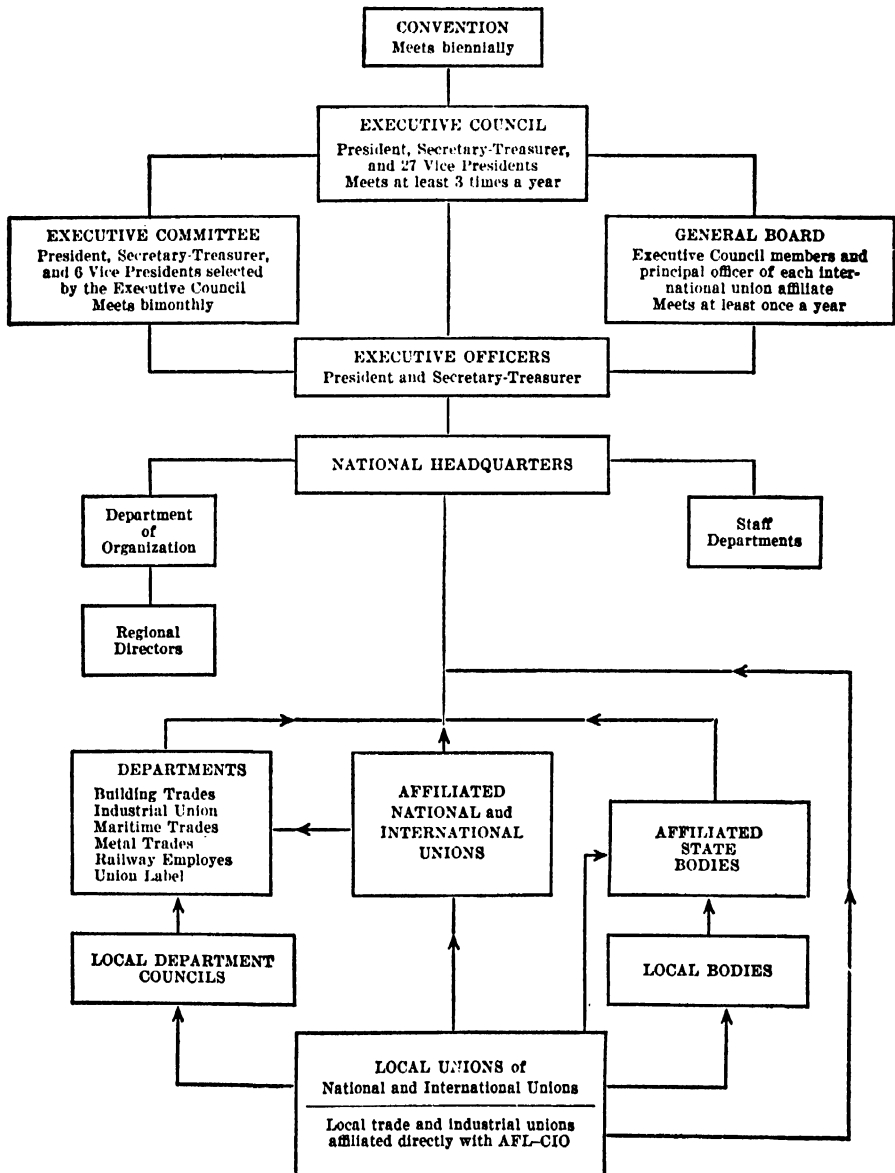 CONVENTION
Meets biennially
EXECUTIVE COUNCIL
President, Secretary-Treasurer,
and 27 Vice Presidents
Meets at least 3 times a year
EXECUTIVE COMMITTEE
President, Secretary-Treasurer,
and 6 Vice Presidents selected
by the Executive Council
Meets bimonthly
GENERAL BOARD
Executive Council members and
principal officer of each inter-
national union affiliate
Meets at least once a year
EXECUTIVE OFFICERS
President and Secretary-Treasurer
NATIONAL HEADQUARTERS
Department
of
Organization
Staff
Departments
Regional
Directors
DEPARTMENTS
Building Trades
Industrial Union
Maritime Trades
Metal Trades
Railway Employes
Union Label
AFFILIATED
NATIONAL and
INTERNATIONAL
UNIONS
AFFILIATED
STATE
BODIES
LOCAL DEPARTMENT
COUNCILS
LOCAL BODIES
LOCAL UNIONS of
National and International Unions
Local trade and industrial unions
affiliated directly with AFL-CIO